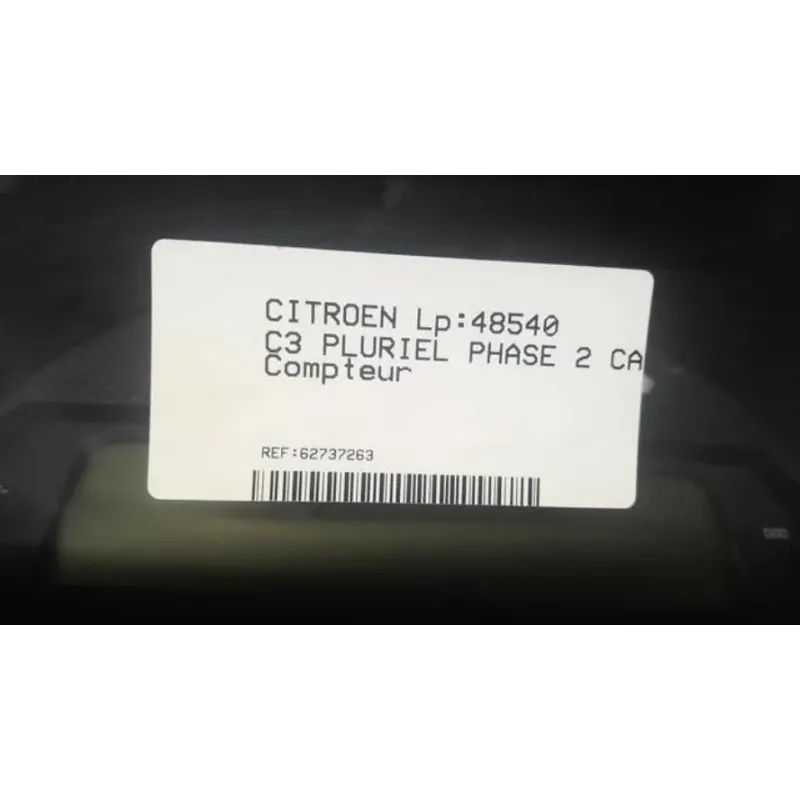 CITROEN Lp:48540
C3 PLURIEL PHASE 2 CA
Compteur
REF:62737263